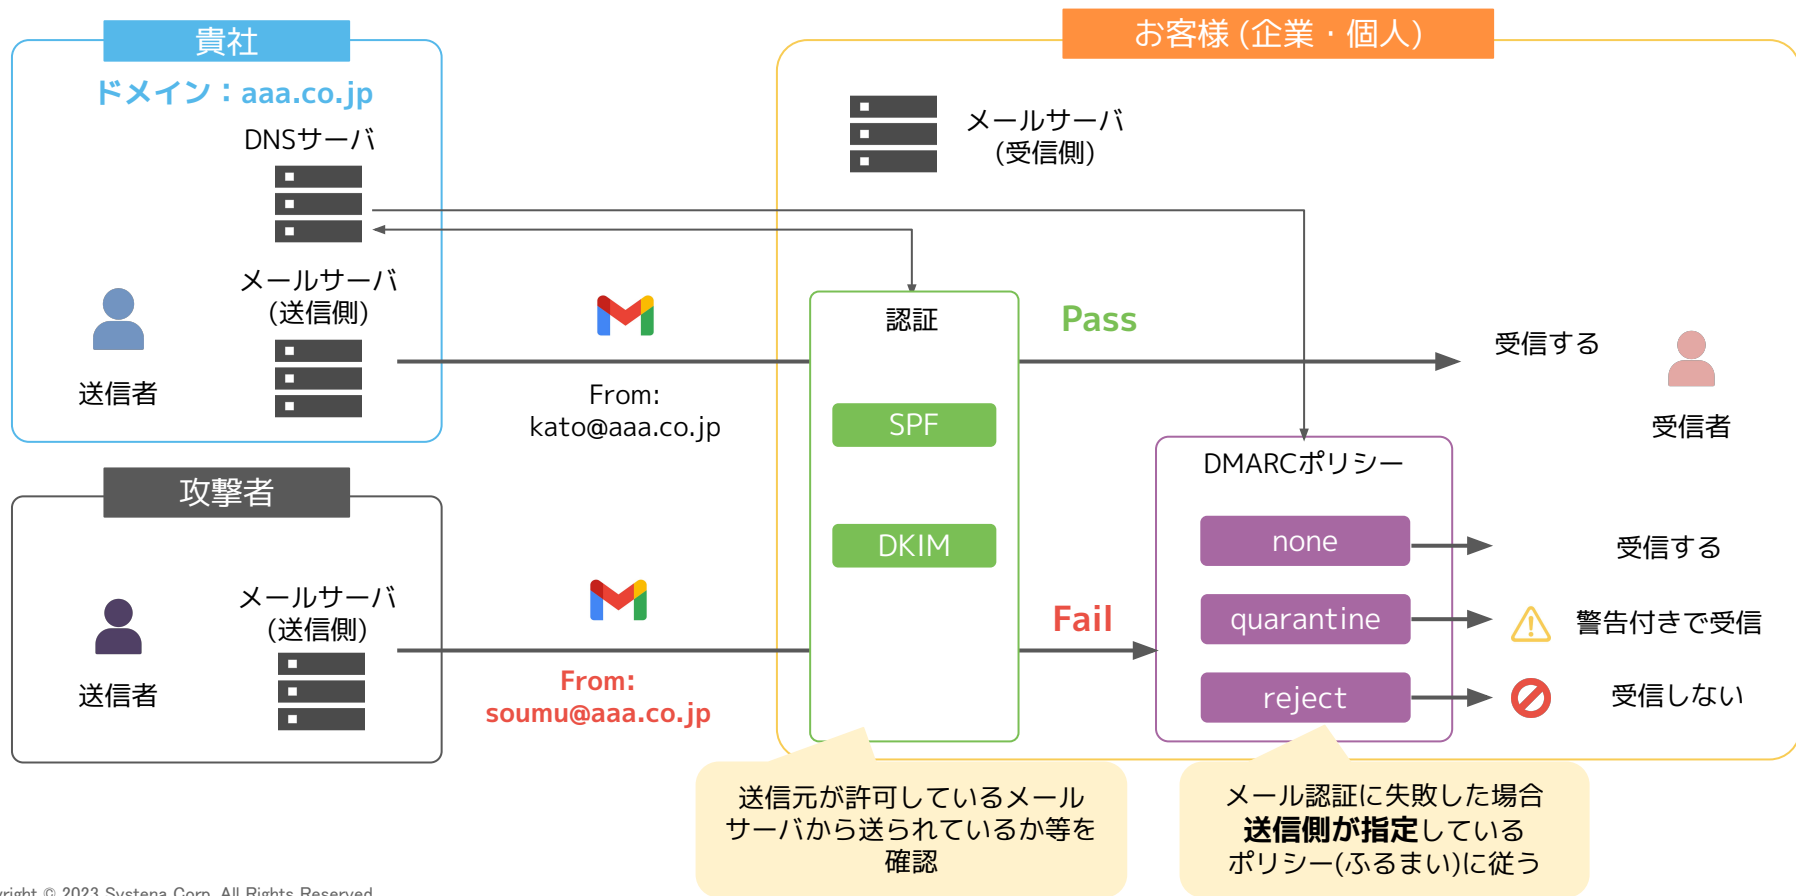 貴社
ドメイン：aaa.co.jp
DNSサーバ
メールサーバ
(送信側)
送信者
攻撃者
メールサーバ
(送信側)
送信者
From:
kato@aaa.co.jp
From:
soumu@aaa.co.jp
お客様 (企業・個人)
メールサーバ
(受信側)
認証
SPF
DKIM
Pass
Fail
受信する
受信者
DMARCポリシー
none
受信する
quarantine
警告付きで受信
reject
受信しない
送信元が許可しているメール
サーバから送られているか等を
確認
メール認証に失敗した場合
送信側が指定している
ポリシー(ふるまい)に従う
© 2023 Systena Corp. All Rights Reserved